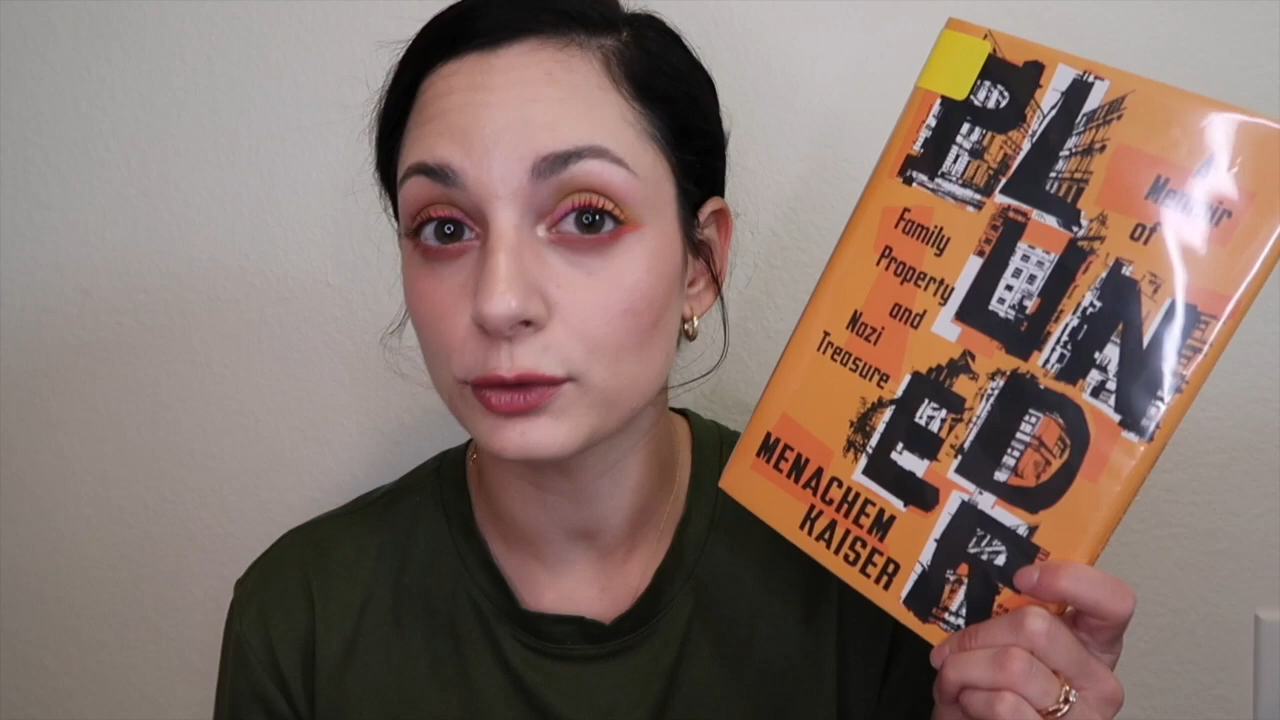 PLUNDER
A
Memoir
of
Family
Property
and
Nazi
Treasure
MENACHEM
KAISER